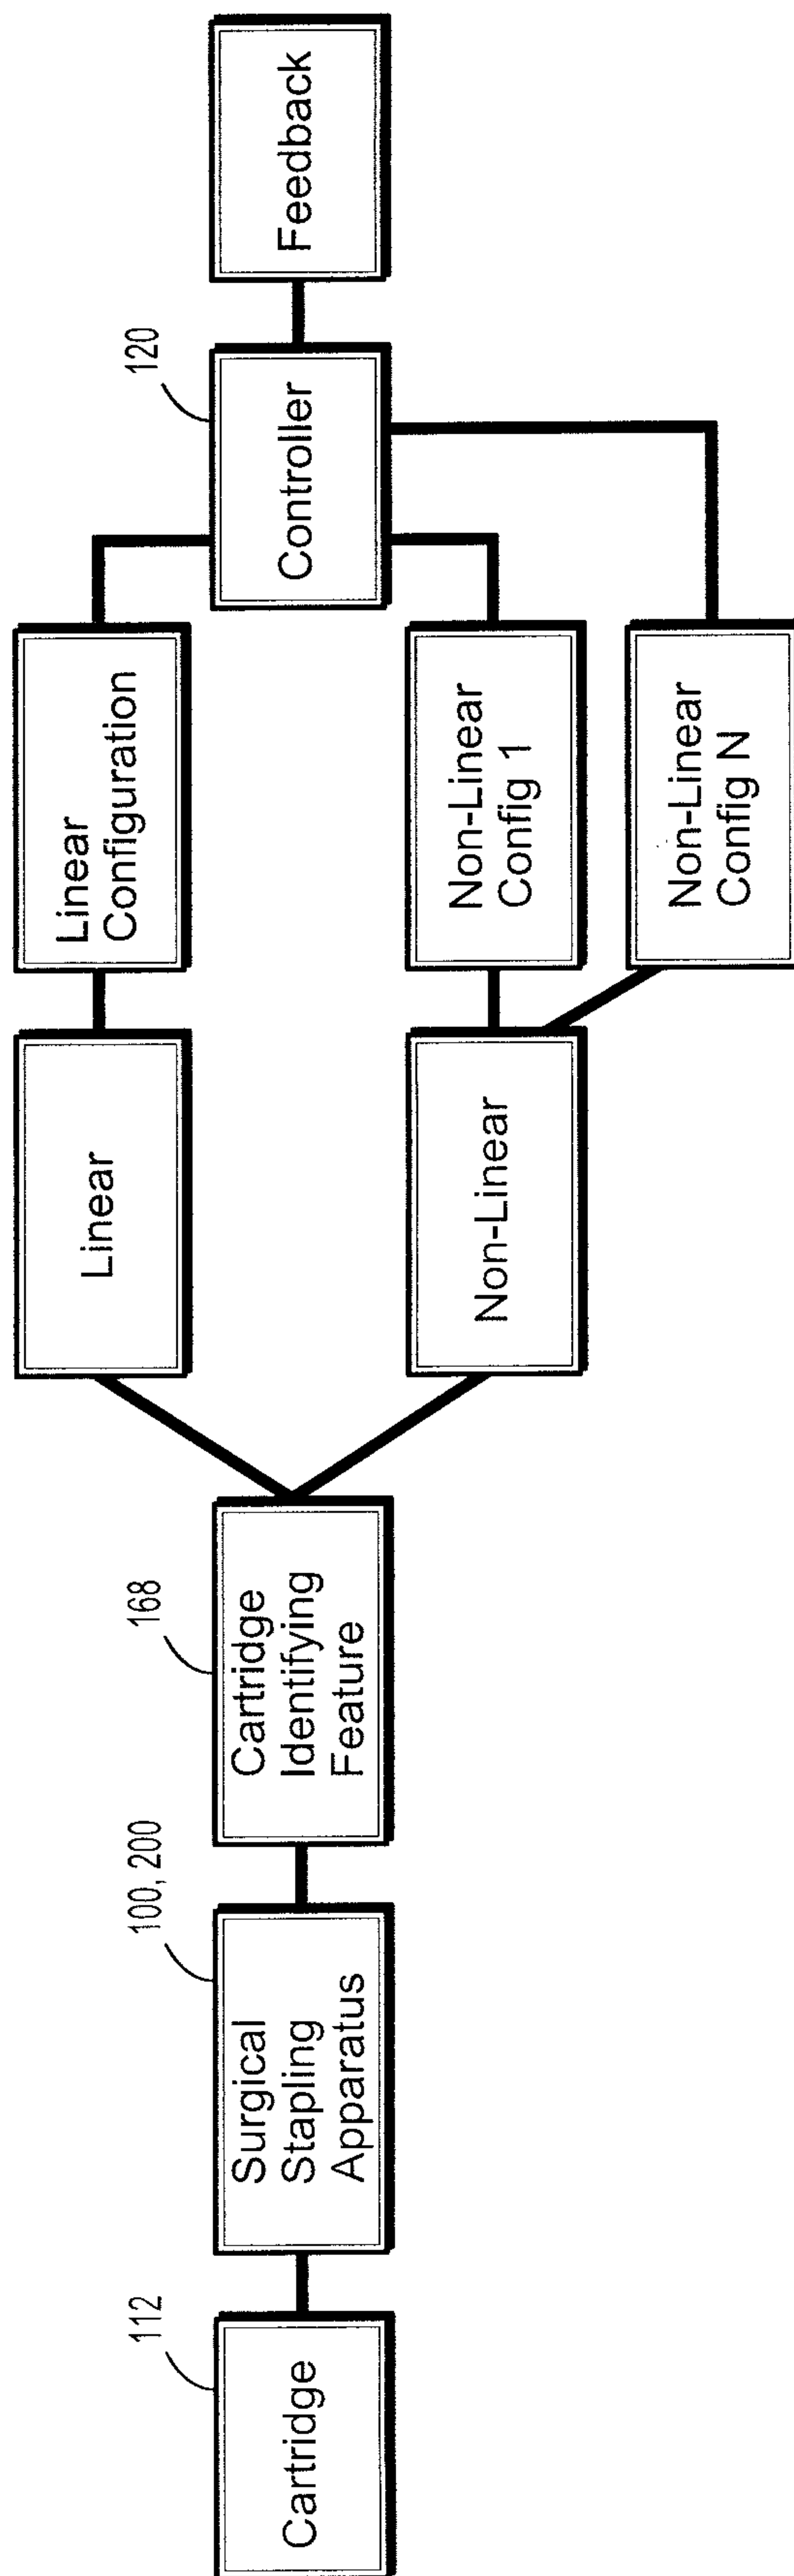 112
Cartridge
100, 200
Surgical
Stapling
Apparatus
168
Cartridge
Identifying
Feature
Linear
Non-Linear
Linear
Configuration
Non-Linear
Config 1
Non-Linear
Config N
120
Controller
Feedback